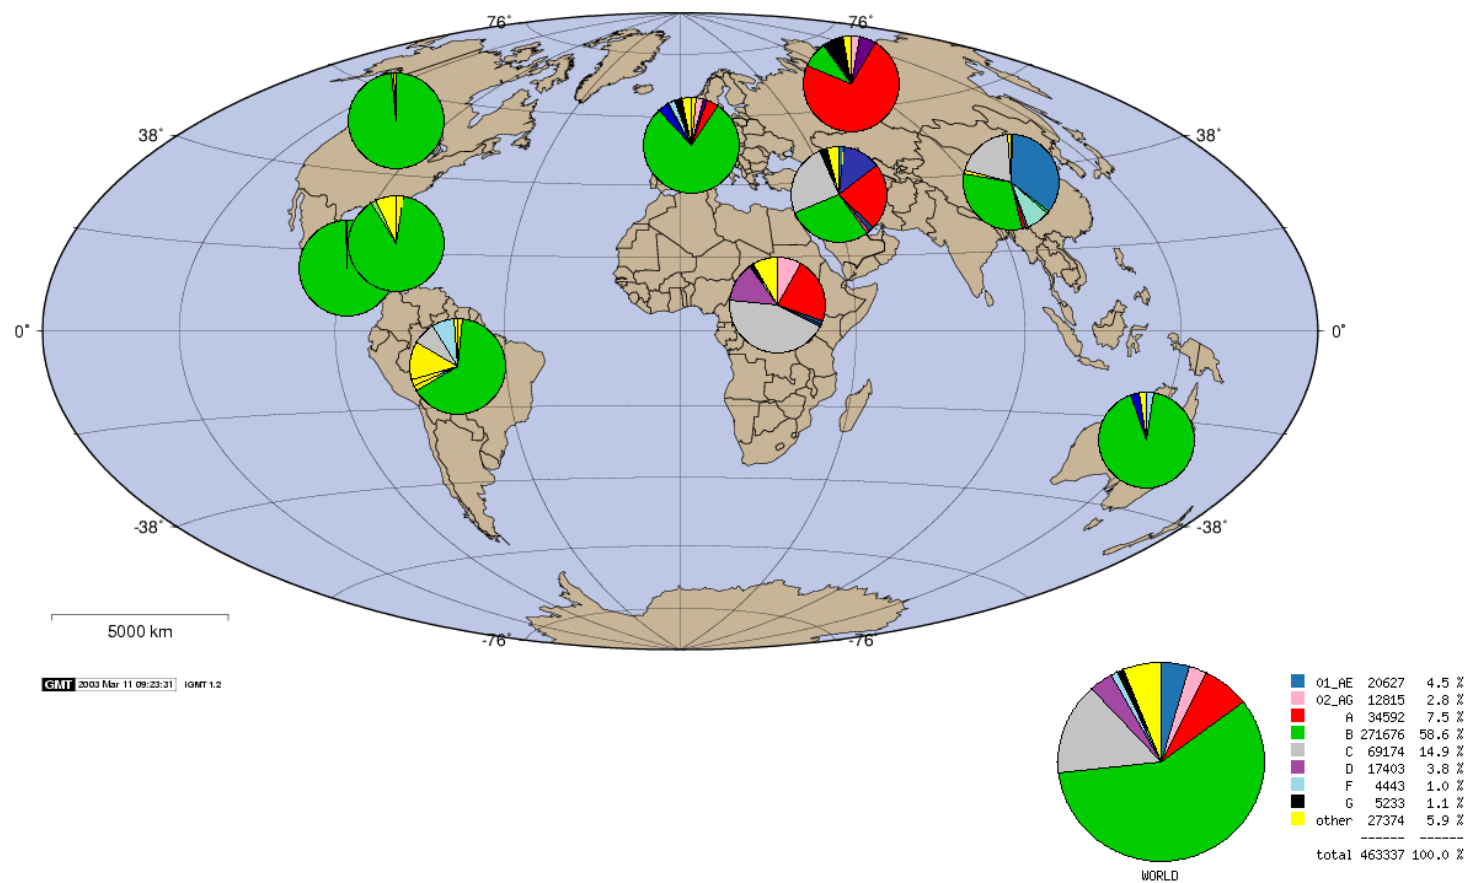 76°
76°
38°
38°
0°
0°
-38°
-38°
-76°
-76°
5000 km
GMT 2003 Mar 11 09:23:31 iGMT 1.2
01_AE 20627 4.5 %
02_AG 12815 2.8 %
A 34592 7.5 %
B 271676 58.6 %
C 69174 14.9 %
D 17403 3.8 %
F 4443 1.0 %
G 5233 1.1 %
other 27374 5.9 %
------ ------
total 463337 100.0 %
WORLD